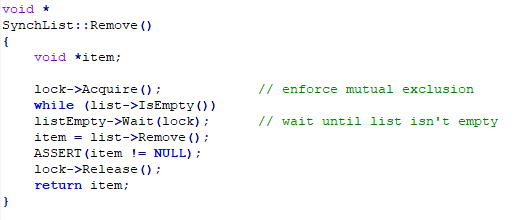 void *
SynchList::Remove()
{
    void *item;

    lock->Acquire();            // enforce mutual exclusion
    while (list->IsEmpty())
    listEmpty->Wait(lock);      // wait until list isn't empty
    item = list->Remove();
    ASSERT(item != NULL);
    lock->Release();
    return item;
}